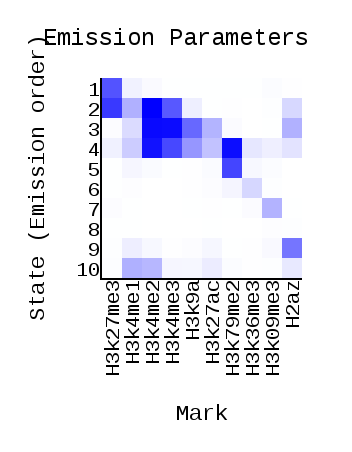 Emission Parameters
State (Emission order)
1
2
3
4
5
6
7
8
9
10
H3k27me3
H3k4me1
H3k4me2
H3k4me3
H3k9a
H3k27ac
H3k79me2
H3k36me3
H3k09me3
H2az
Mark